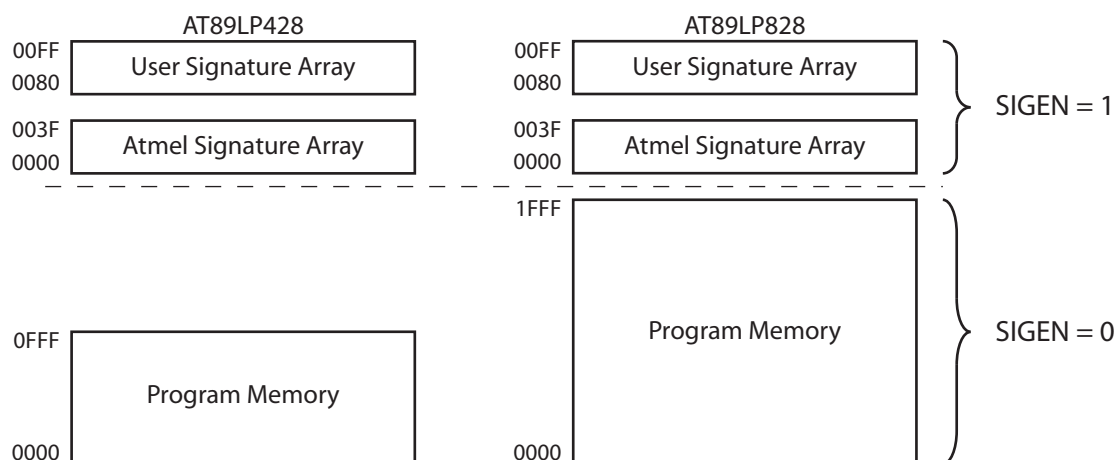 AT89LP428
AT89LP828
00FF
User Signature Array
0080
00FF
User Signature Array
0080
SIGEN = 1
003F
Atmel Signature Array
0000
003F
Atmel Signature Array
0000
1FFF
Program Memory
0000
SIGEN = 0
0FFF
Program Memory
0000